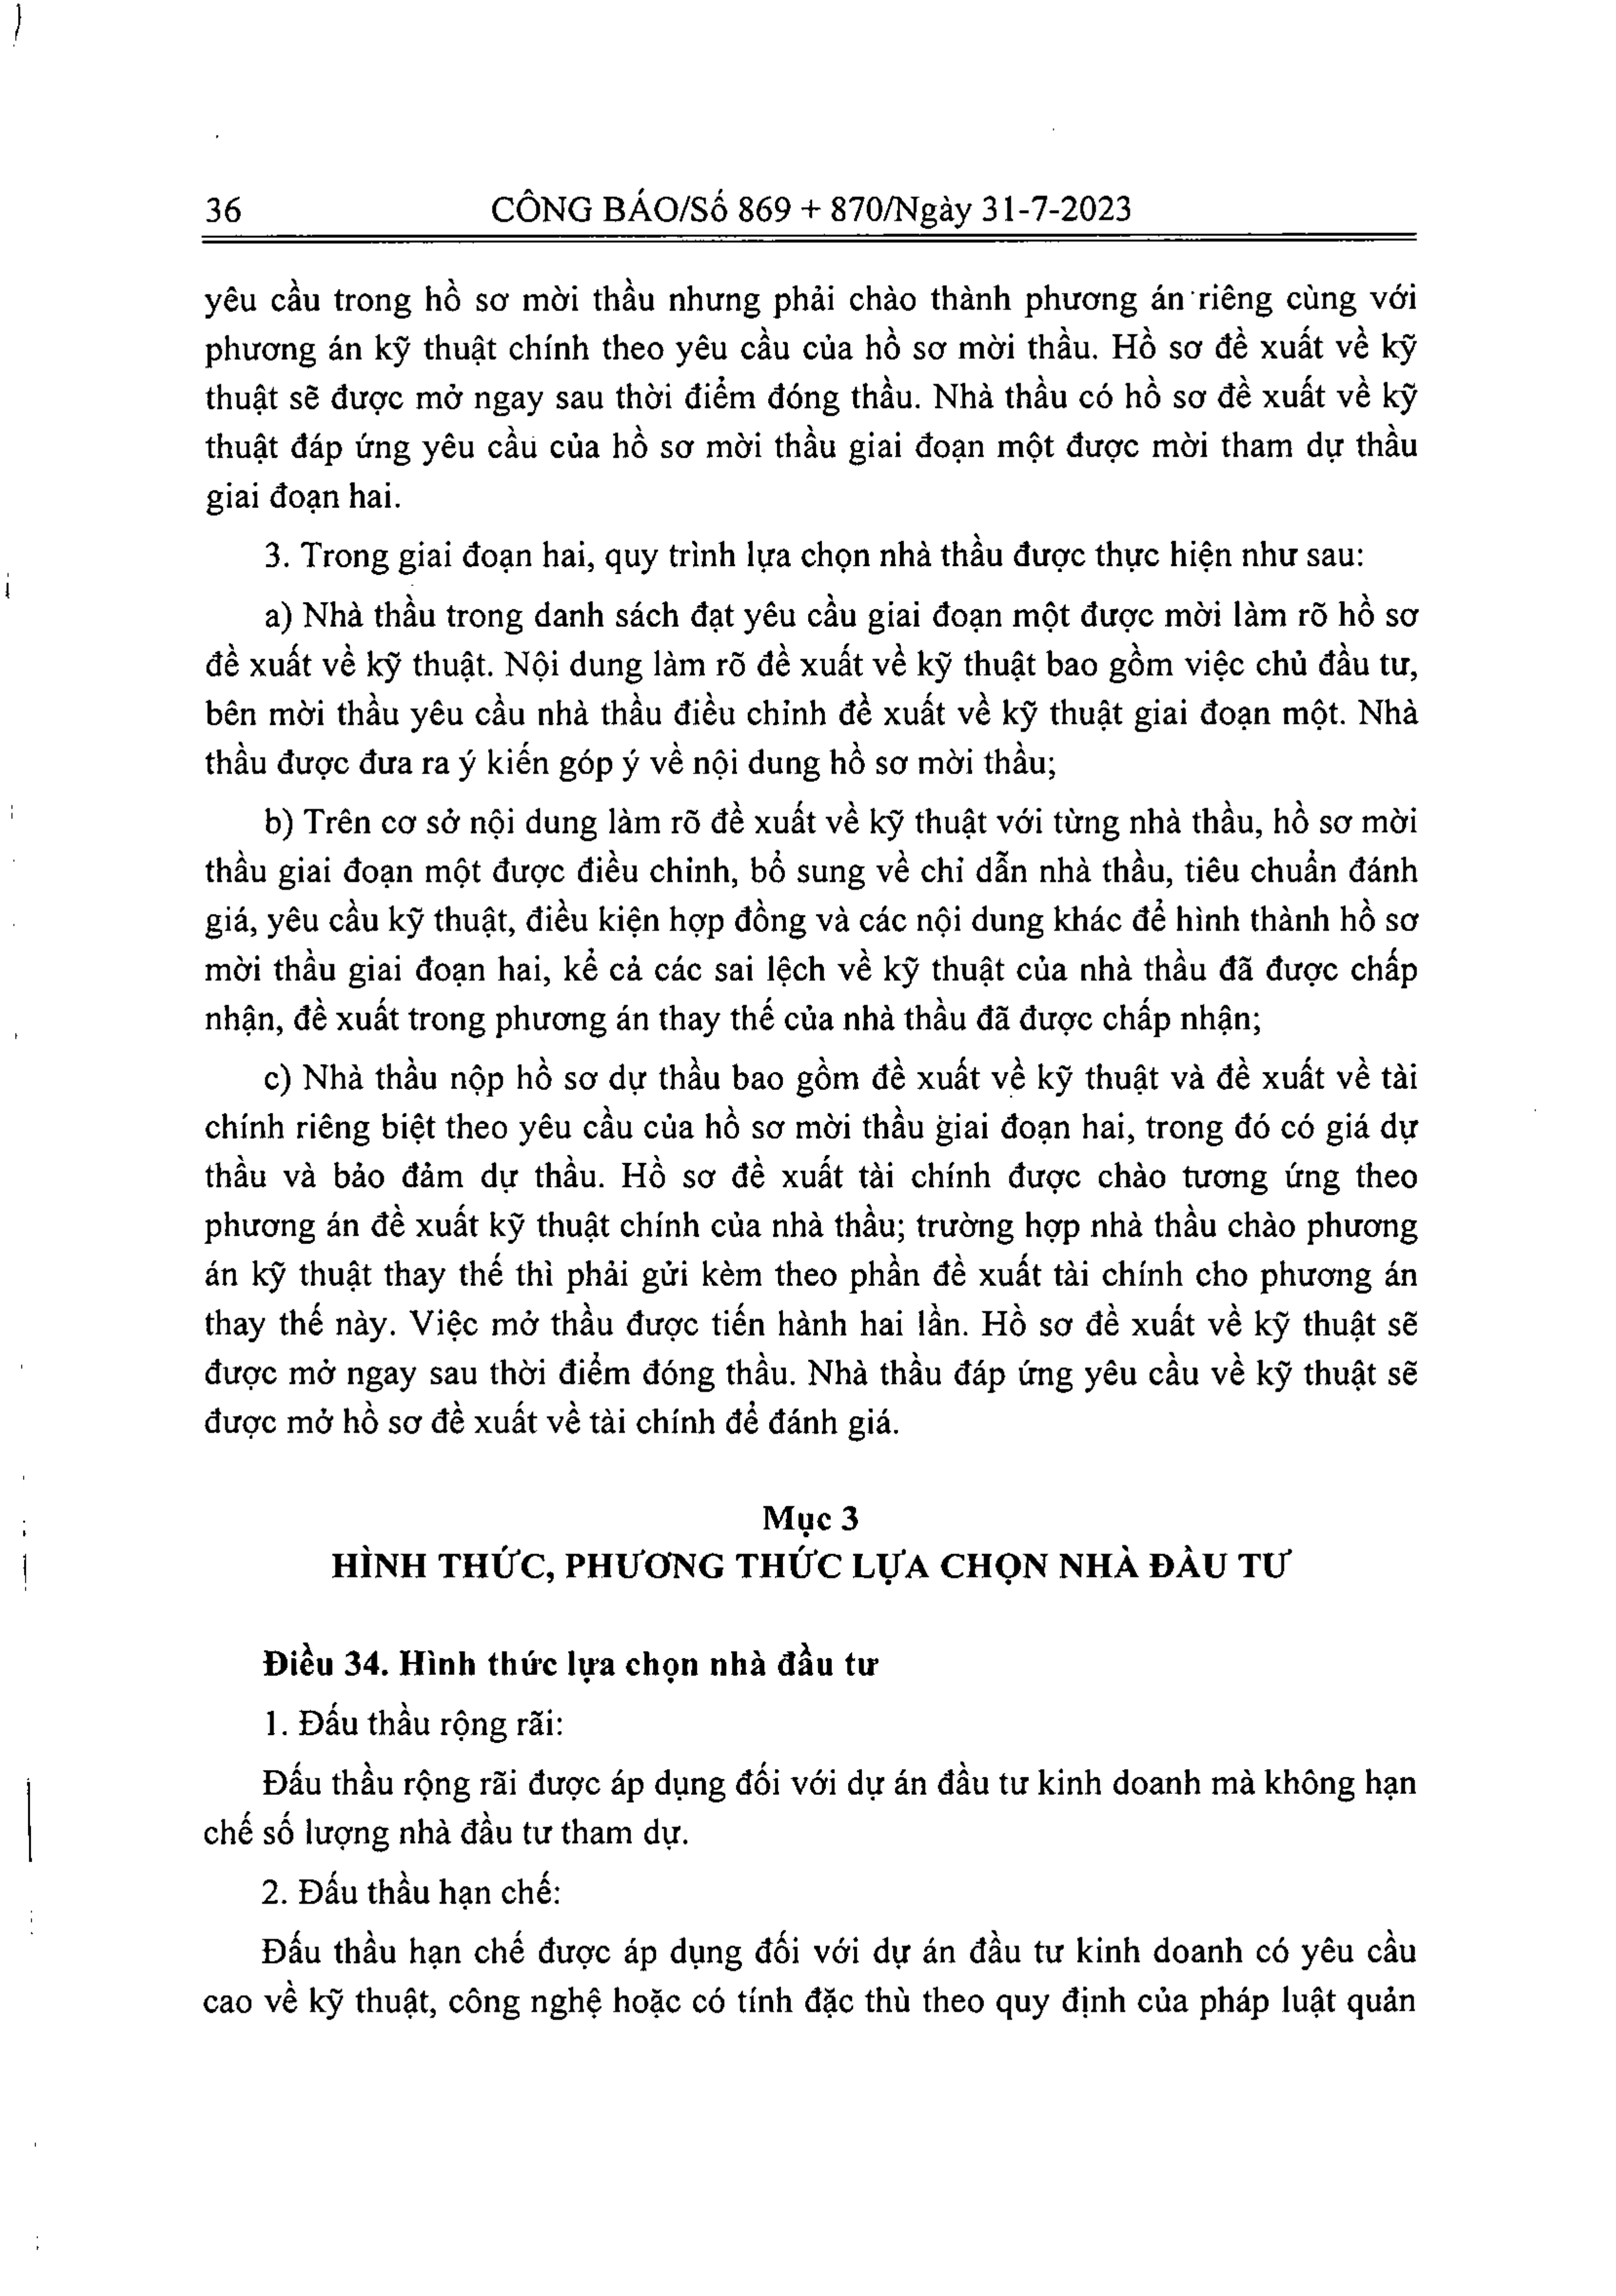 36 CÔNG BÁO/Số 869 + 870/Ngày 31-7-2023
yêu cầu trong hồ sơ mời thầu nhưng phải chào thành phương án riêng cùng với
phương án kỹ thuật chính theo yêu cầu của hồ sơ mời thầu. Hồ sơ đề xuất về kỹ
thuật sẽ được mở ngay sau thời điểm đóng thầu. Nhà thầu có hồ sơ đề xuất về kỹ
thuật đáp ứng yêu cầu của hồ sơ mời thầu giai đoạn một được mời tham dự thầu
giai đoạn hai.
3. Trong giai đoạn hai, quy trình lựa chọn nhà thầu được thực hiện như sau:
a) Nhà thầu trong danh sách đạt yêu cầu giai đoạn một được mời làm rõ hồ sơ
đề xuất về kỹ thuật. Nội dung làm rõ đề xuất về kỹ thuật bao gồm việc chủ đầu tư,
bên mời thầu yêu cầu nhà thầu điều chỉnh đề xuất về kỹ thuật giai đoạn một. Nhà
thầu được đưa ra ý kiến góp ý về nội dung hồ sơ mời thầu;
b) Trên cơ sở nội dung làm rõ đề xuất về kỹ thuật với từng nhà thầu, hồ sơ mời
thầu giai đoạn một được điều chỉnh, bổ sung về chỉ dẫn nhà thầu, tiêu chuẩn đánh
giá, yêu cầu kỹ thuật, điều kiện hợp đồng và các nội dung khác để hình thành hồ sơ
mời thầu giai đoạn hai, kể cả các sai lệch về kỹ thuật của nhà thầu đã được chấp
nhận, đề xuất trong phương án thay thế của nhà thầu đã được chấp nhận;
c) Nhà thầu nộp hồ sơ dự thầu bao gồm đề xuất về kỹ thuật và đề xuất về tài
chính riêng biệt theo yêu cầu của hồ sơ mời thầu giai đoạn hai, trong đó có giá dự
thầu và bảo đảm dự thầu. Hồ sơ đề xuất tài chính được chào tương ứng theo
phương án đề xuất kỹ thuật chính của nhà thầu; trường hợp nhà thầu chào phương
án kỹ thuật thay thế thì phải gửi kèm theo phần đề xuất tài chính cho phương án
thay thế này. Việc mở thầu được tiến hành hai lần. Hồ sơ đề xuất về kỹ thuật sẽ
được mở ngay sau thời điểm đóng thầu. Nhà thầu đáp ứng yêu cầu về kỹ thuật sẽ
được mở hồ sơ đề xuất về tài chính để đánh giá.
Mục 3
HÌNH THỨC, PHƯƠNG THỨC LỰA CHỌN NHÀ ĐẦU TƯ
Điều 34. Hình thức lựa chọn nhà đầu tư
1. Đấu thầu rộng rãi:
Đấu thầu rộng rãi được áp dụng đối với dự án đầu tư kinh doanh mà không hạn
chế số lượng nhà đầu tư tham dự.
2. Đấu thầu hạn chế:
Đấu thầu hạn chế được áp dụng đối với dự án đầu tư kinh doanh có yêu cầu
cao về kỹ thuật, công nghệ hoặc có tính đặc thù theo quy định của pháp luật quản